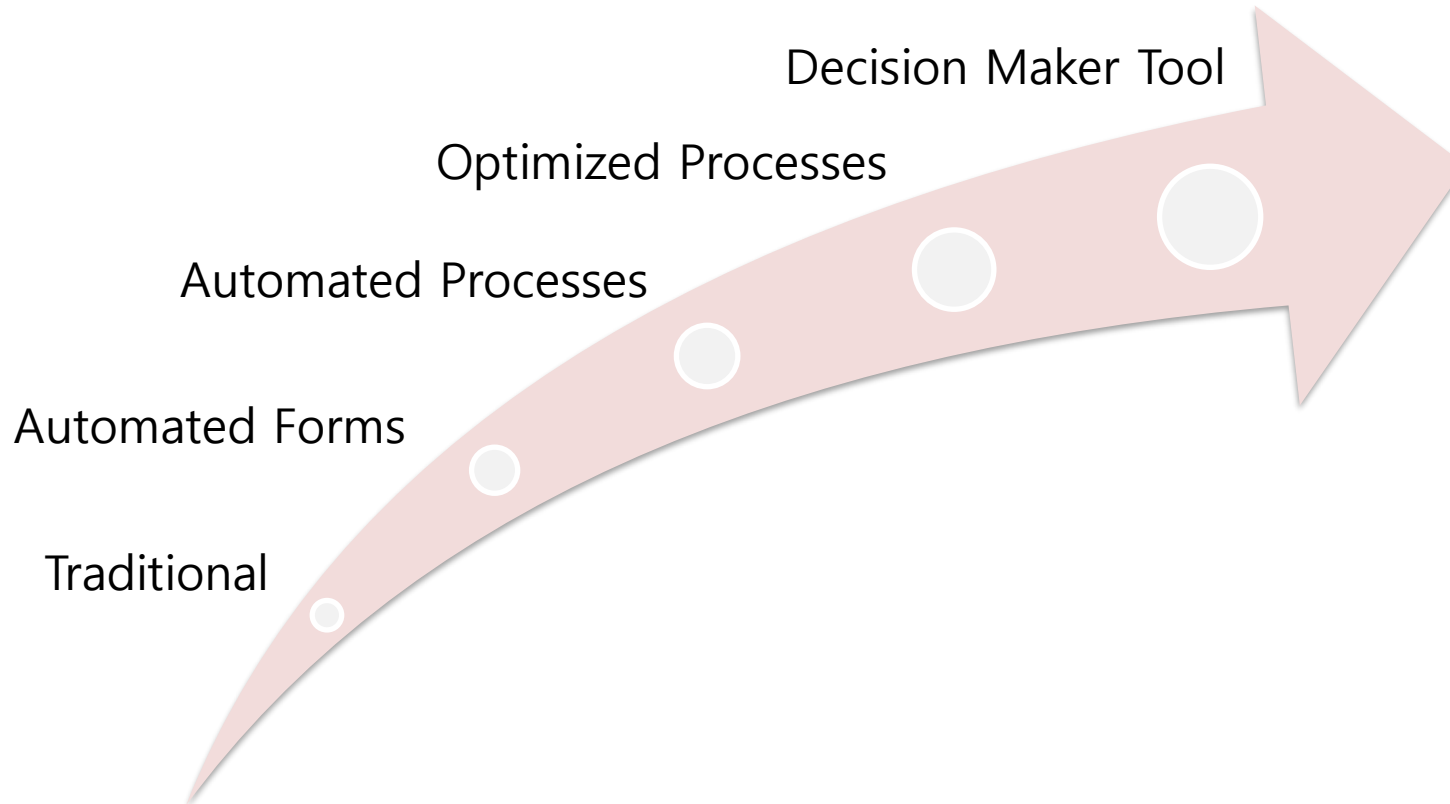 Decision Maker Tool
Optimized Processes
Automated Processes
Automated Forms
Traditional